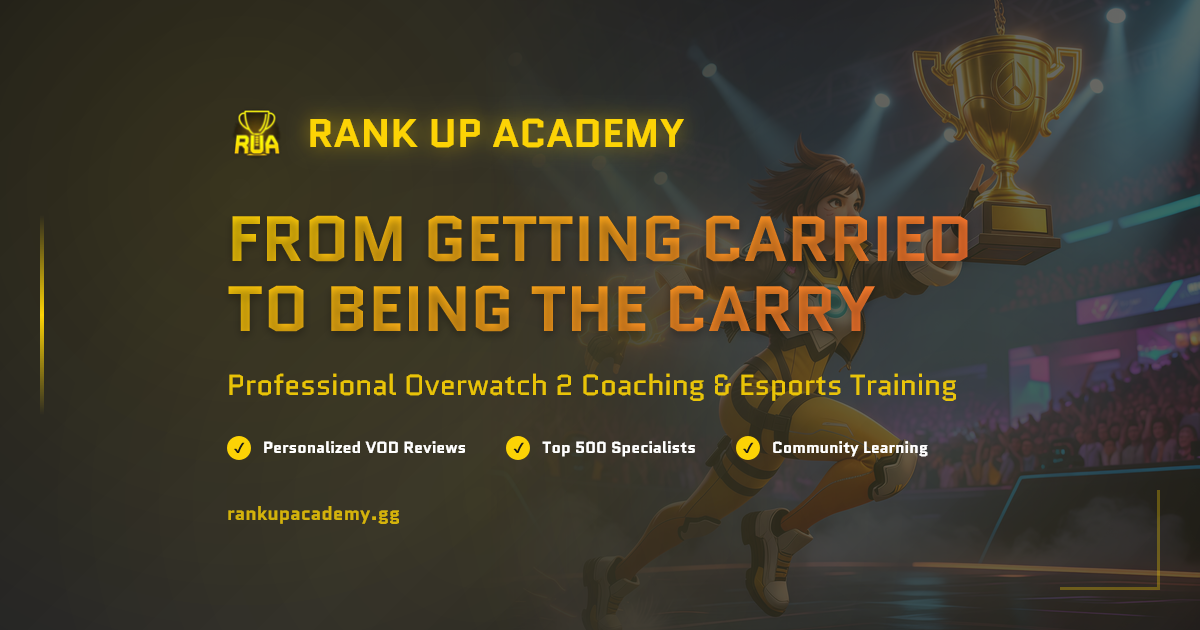 RUA
RANK UP ACADEMY
FROM GETTING CARRIED
TO BEING THE CARRY
Professional Overwatch 2 Coaching & Esports Training
Personalized VOD Reviews
Top 500 Specialists
Community Learning
rankupacademy.gg